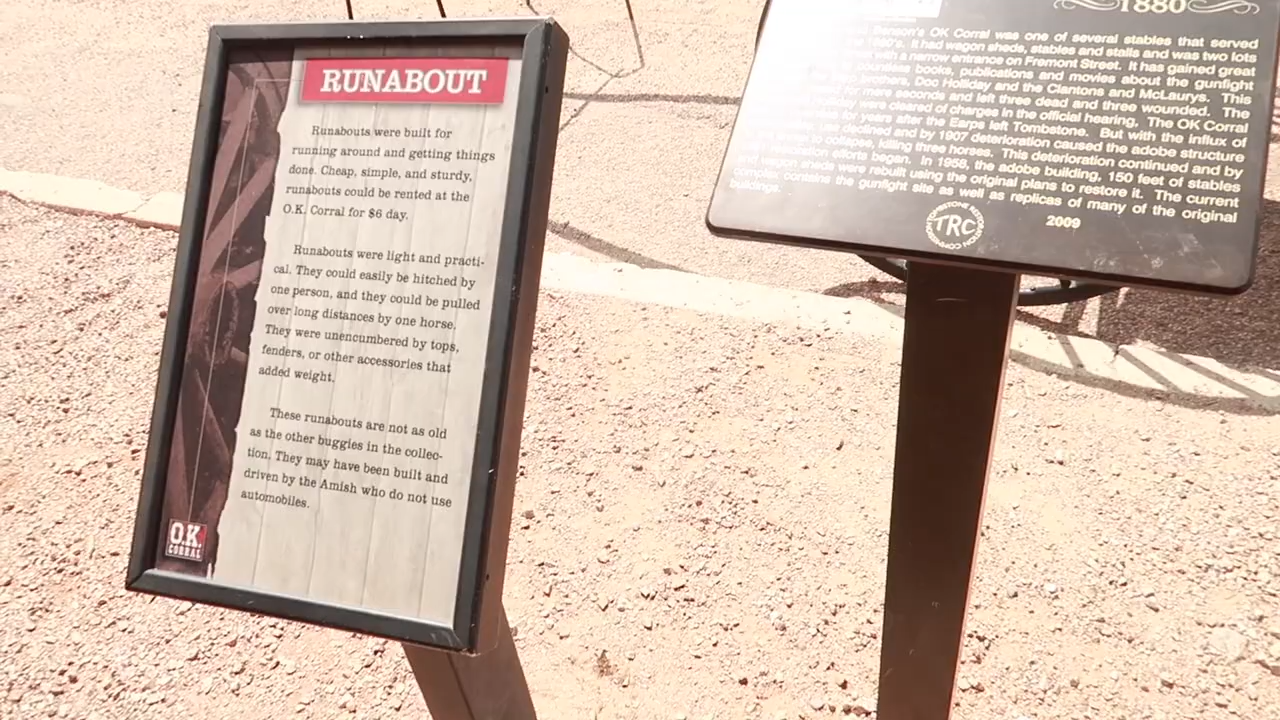 RUNABOUT
Runabouts were built for
running around and getting things
done. Cheap, simple, and sturdy,
runabouts could be rented at the
O.K. Corral for $6 day.
Runabouts were light and practi-
cal. They could easily be hitched by
one person, and they could be pulled
over long distances by one horse.
They were unencumbered by tops,
fenders, or other accessories that
added weight.
These runabouts are not as old
as the other buggies in the collec-
tion. They may have been built and
driven by the Amish who do not use
automobiles.
O.K.
CORRAL
1880
Benson's OK Corral was one of several stables that served
1880's. It had wagon sheds, stables and stalls and was two lots
with a narrow entrance on Fremont Street. It has gained great
countless books, publications and movies about the gunfight
brothers, Doc Holliday and the Clantons and McLaurys. This
for mere seconds and left three dead and three wounded. The
Holliday were cleared of charges in the official hearing. The OK Corral
for years after the Earps left Tombstone. But with the influx of
use declined and by 1907 deterioration caused the adobe structure
to collapse, killing three horses. This deterioration continued and by
restoration efforts began. In 1958, the adobe building, 150 feet of stables
and wagon sheds were rebuilt using the original plans to restore it. The current
complex contains the gunfight site as well as replicas of many of the original
buildings.
TRC
2009